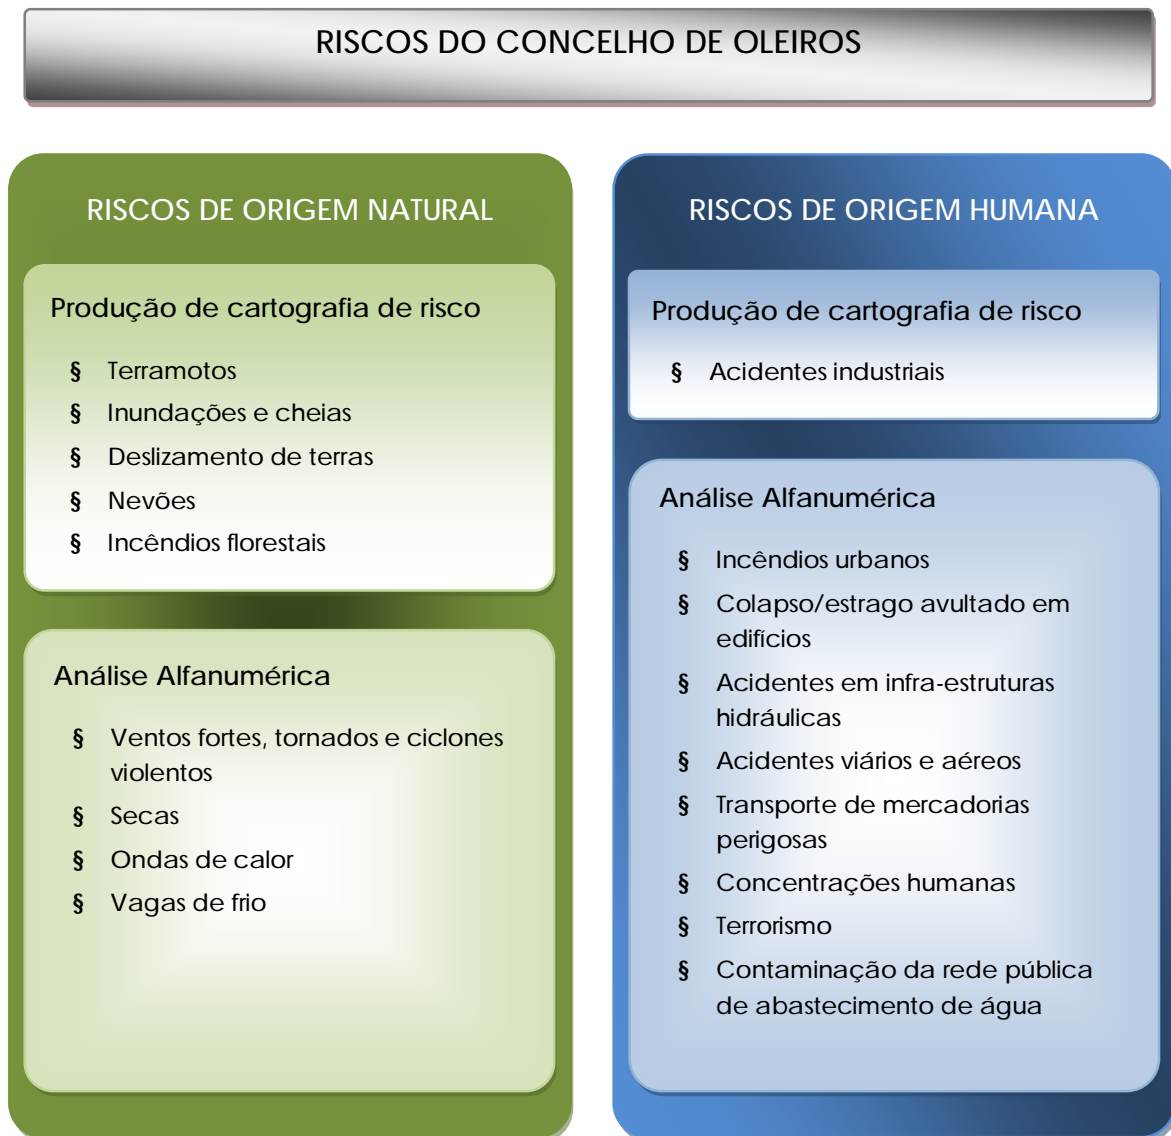 RISCOS DO CONCELHO DE OLEIROS
RISCOS DE ORIGEM NATURAL
Produção de cartografia de risco
§ Terramotos
§ Inundações e cheias
§ Deslizamento de terras
§ Nevões
§ Incêndios florestais
Análise Alfanumérica
§ Ventos fortes, tornados e ciclones
violentos
§ Secas
§ Ondas de calor
§ Vagas de frio
RISCOS DE ORIGEM HUMANA
Produção de cartografia de risco
§ Acidentes industriais
Análise Alfanumérica
§ Incêndios urbanos
§ Colapso/estrago avultado em
edifícios
§ Acidentes em infra-estruturas
hidráulicas
§ Acidentes viários e aéreos
§ Transporte de mercadorias
perigosas
§ Concentrações humanas
§ Terrorismo
§ Contaminação da rede pública
de abastecimento de água